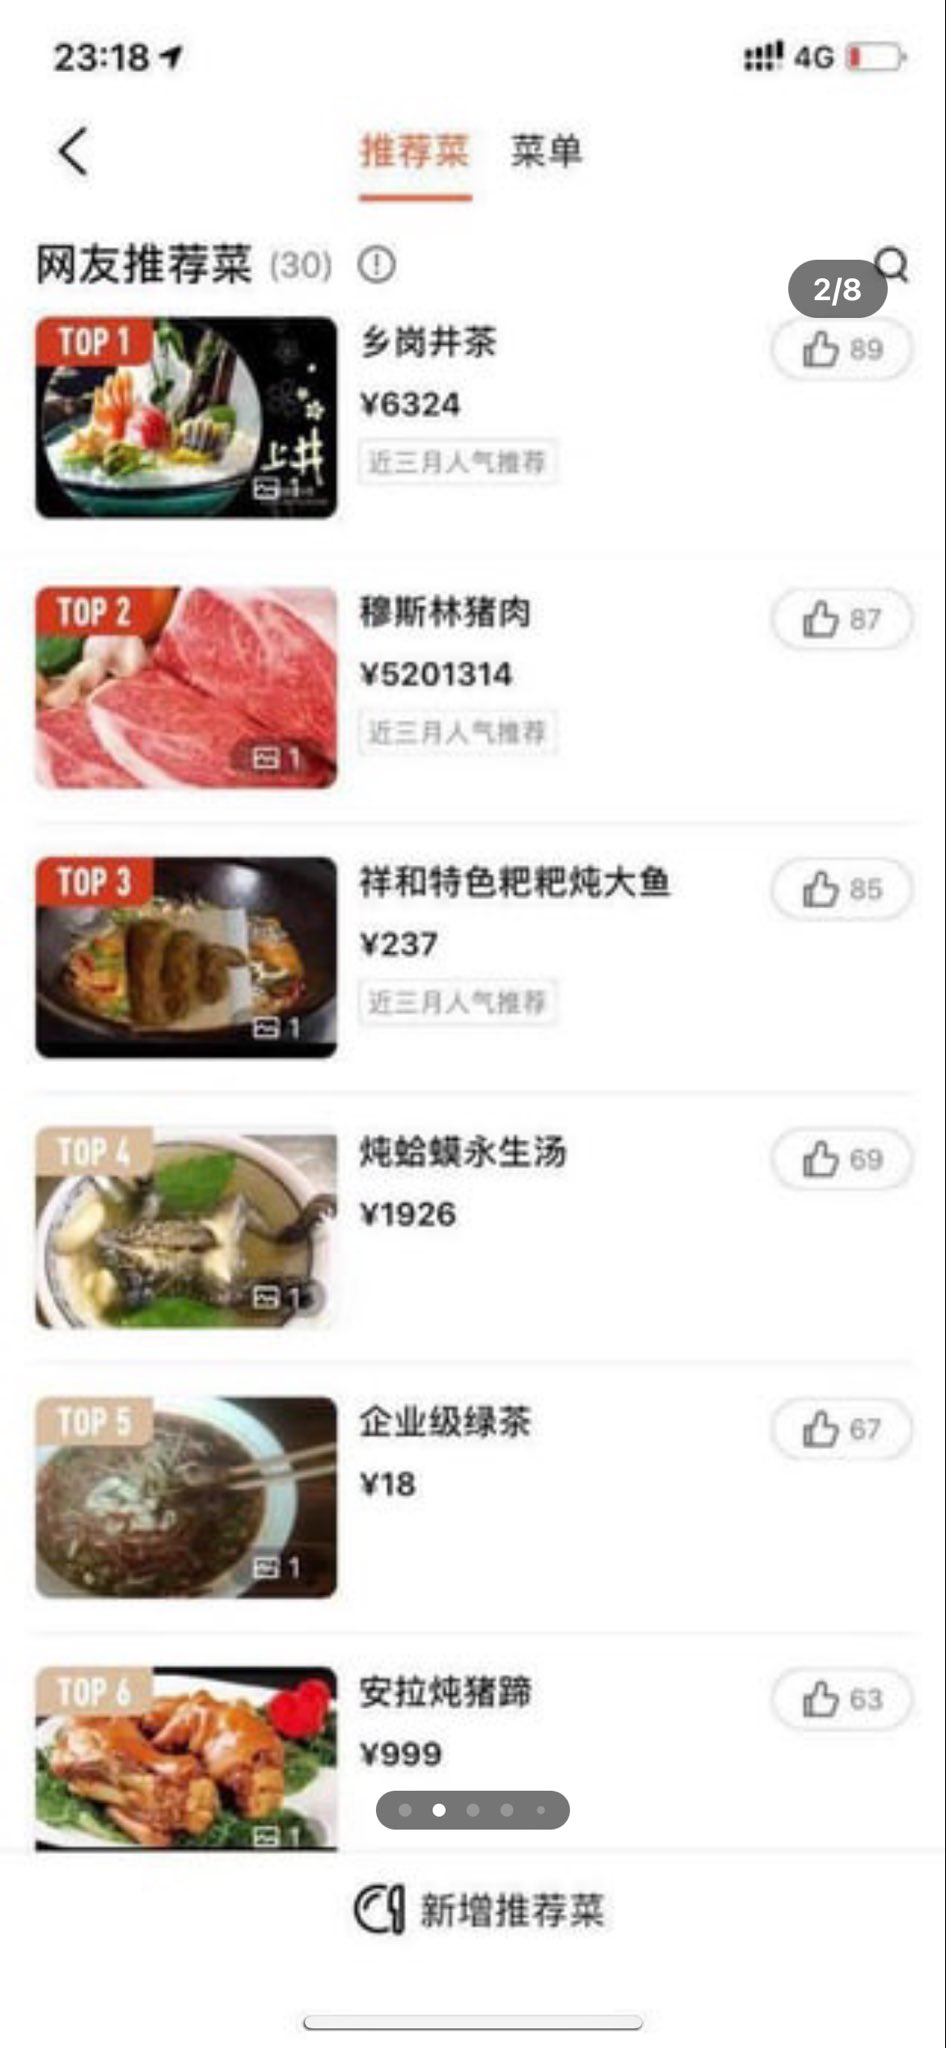 23:18
4G
推荐菜 菜单
网友推荐菜 (30)
2/8
TOP 1
乡岗井茶
89
¥6324
近三月人气推荐
上井
1
TOP 2
穆斯林猪肉
87
¥5201314
近三月人气推荐
1
TOP 3
祥和特色粑粑炖大鱼
85
¥237
近三月人气推荐
1
TOP 4
炖蛤蟆永生汤
69
¥1926
1
TOP 5
企业级绿茶
67
¥18
1
TOP 6
安拉炖猪蹄
63
¥999
1
新增推荐菜